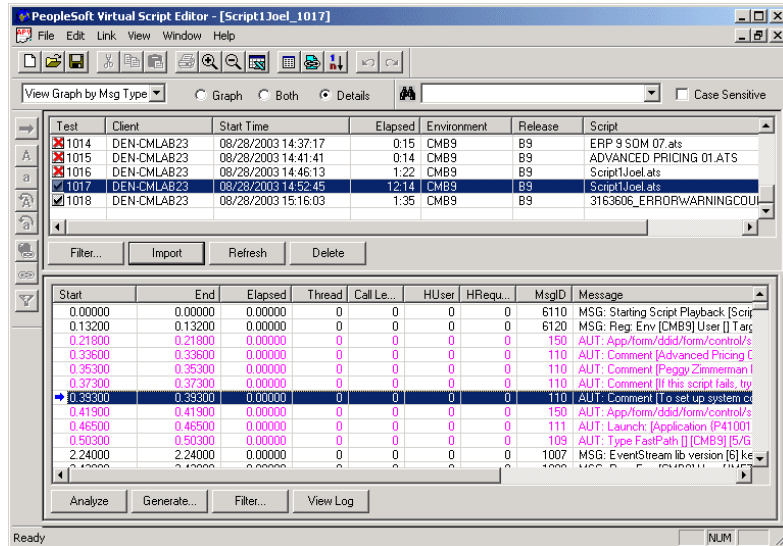 PeopleSoft Virtual Script Editor - [Script1Joel_1017]
File Edit Link View Window Help
View Graph by Msg Type Graph Both Details Case Sensitive
Test Client Start Time Elapsed Environment Release Script
1014 DEN-CMLAB23 08/28/2003 14:37:17 0:15 CMB9 B9 ERP 9 SOM 07.ats
1015 DEN-CMLAB23 08/28/2003 14:41:41 0:14 CMB9 B9 ADVANCED PRICING 01.ATS
1016 DEN-CMLAB23 08/28/2003 14:46:13 1:22 CMB9 B9 Script1Joel.ats
1017 DEN-CMLAB23 08/28/2003 14:52:45 12:14 CMB9 B9 Script1Joel.ats
1018 DEN-CMLAB23 08/28/2003 15:16:03 1:35 CMB9 B9 3163606_ERRORWARNINGCOU
Filter... Import Refresh Delete
Start End Elapsed Thread Call Le... HUser HRequ... MsgID Message
0.00000 0.00000 0.00000 0 0 0 0 6110 MSG: Starting Script Playback [Scrip
0.13200 0.13200 0.00000 0 0 0 0 6120 MSG: Reg: Env [CMB9] User [] Targ
0.21800 0.21800 0.00000 0 0 0 0 150 AUT: App/form/ddid/form/control/s
0.33600 0.33600 0.00000 0 0 0 0 110 AUT: Comment [Advanced Pricing
0.35300 0.35300 0.00000 0 0 0 0 110 AUT: Comment [Peggy Zimmerman
0.37300 0.37300 0.00000 0 0 0 0 110 AUT: Comment [If this script fails, try
0.39300 0.39300 0.00000 0 0 0 0 110 AUT: Comment [To set up system co
0.41900 0.41900 0.00000 0 0 0 0 150 AUT: App/form/ddid/form/control/s
0.46500 0.46500 0.00000 0 0 0 0 111 AUT: Launch: [Application {P41001
0.50300 0.50300 0.00000 0 0 0 0 109 AUT: Type FastPath [] [CMB9] [5/G
2.24000 2.24000 0.00000 0 0 0 0 1007 MSG: EventStream lib version [6] ke
Analyze Generate... Filter... View Log
Ready NUM